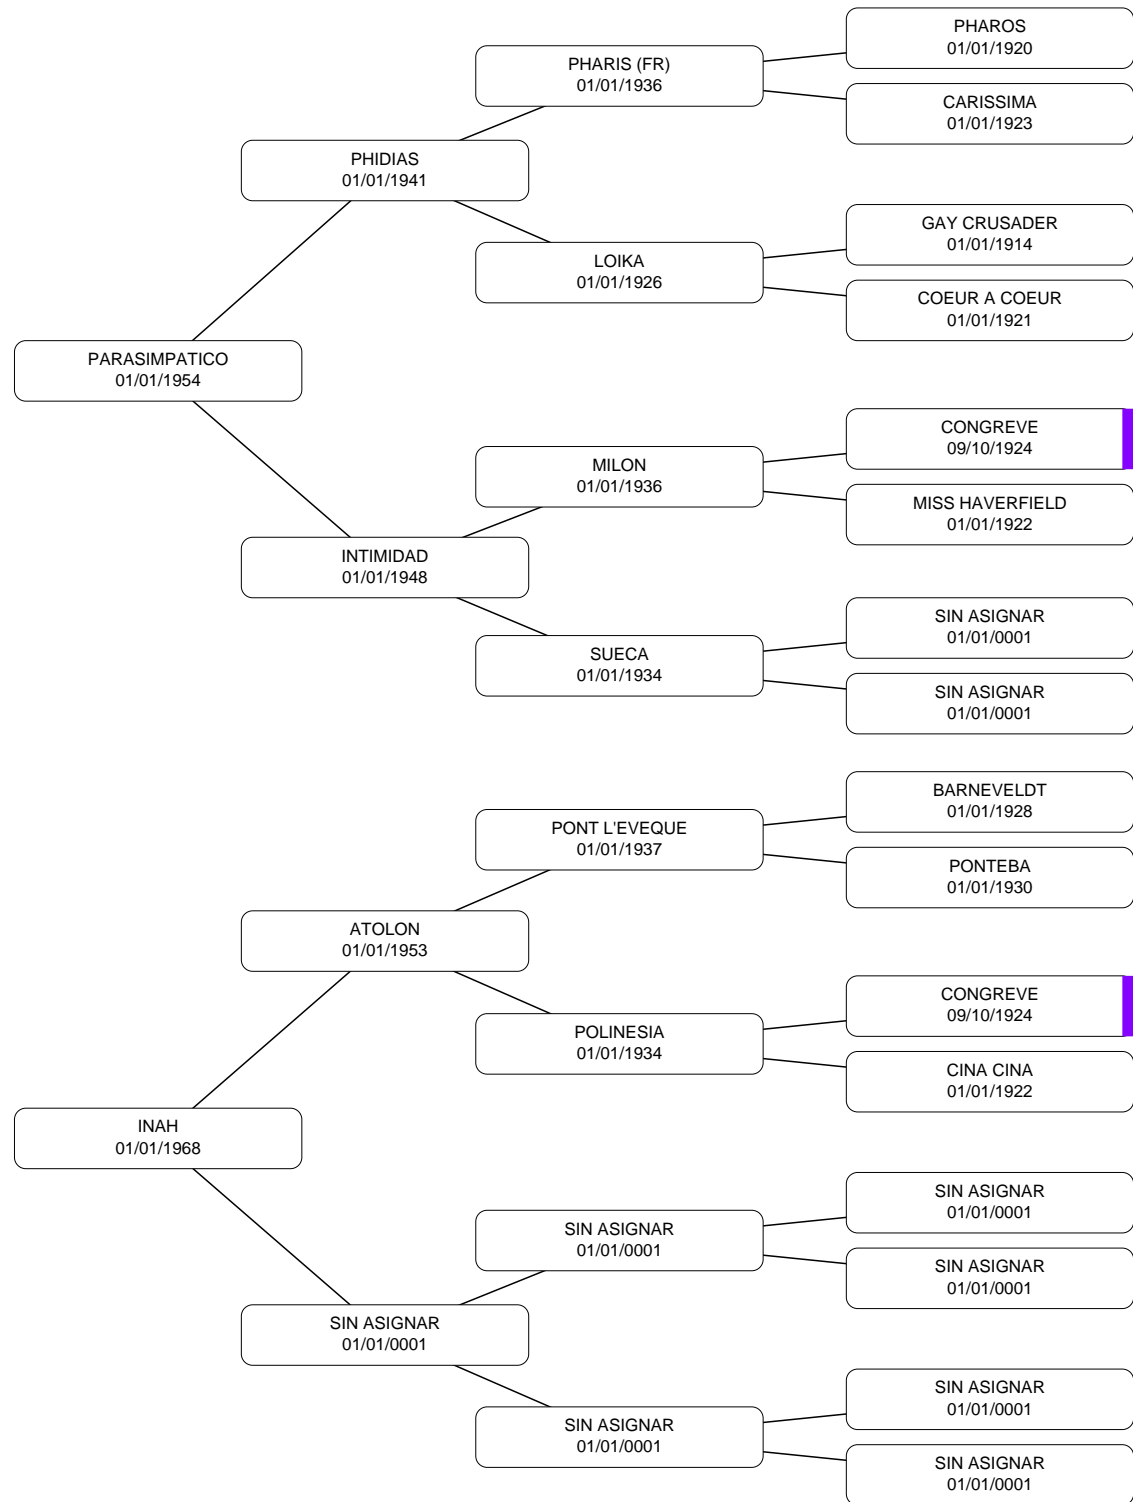 PHAROS
01/01/1920
PHARIS (FR)
01/01/1936
CARISSIMA
01/01/1923
PHIDIAS
01/01/1941
GAY CRUSADER
01/01/1914
LOIKA
01/01/1926
COEUR A COEUR
01/01/1921
PARASIMPATICO
01/01/1954
CONGREVE
09/10/1924
MILON
01/01/1936
MISS HAVERFIELD
01/01/1922
INTIMIDAD
01/01/1948
SIN ASIGNAR
01/01/0001
SUECA
01/01/1934
SIN ASIGNAR
01/01/0001
BARNEVELDT
01/01/1928
PONT L'EVEQUE
01/01/1937
PONTEBA
01/01/1930
ATOLON
01/01/1953
CONGREVE
09/10/1924
POLINESIA
01/01/1934
CINA CINA
01/01/1922
INAH
01/01/1968
SIN ASIGNAR
01/01/0001
SIN ASIGNAR
01/01/0001
SIN ASIGNAR
01/01/0001
SIN ASIGNAR
01/01/0001
SIN ASIGNAR
01/01/0001
SIN ASIGNAR
01/01/0001
SIN ASIGNAR
01/01/0001